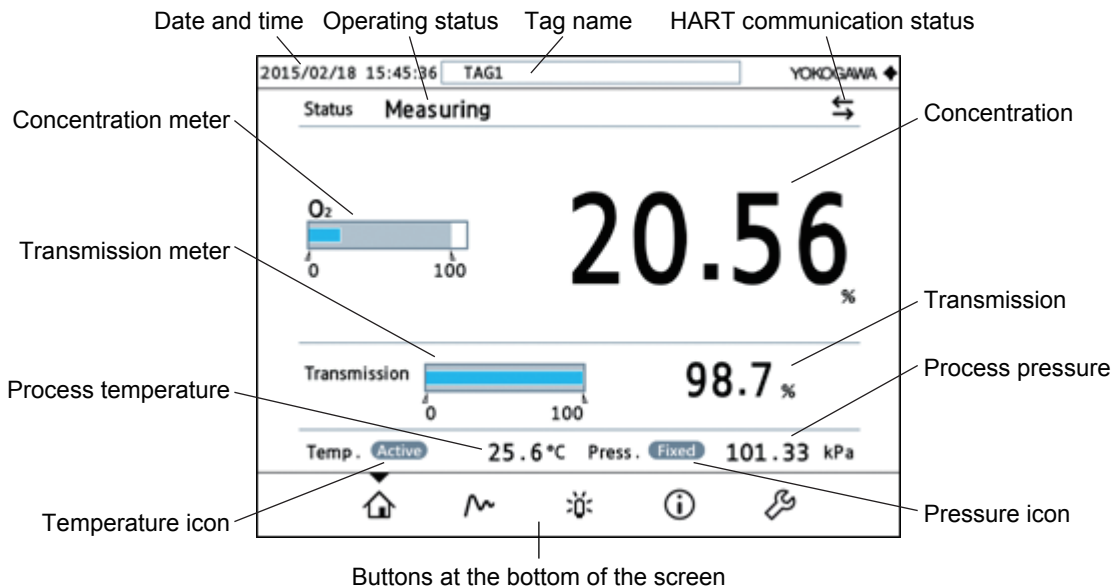 Date and time Operating status Tag name HART communication status
2015/02/18 15:45:36 TAG1 YOKOGAWA
Status Measuring
Concentration meter
Concentration
O₂
20.56
%
0 100
Transmission meter
Transmission
Transmission
98.7 %
0 100
Process temperature
Process pressure
Temp. Active 25.6°C Press. Fixed 101.33 kPa
Temperature icon
Pressure icon
Buttons at the bottom of the screen